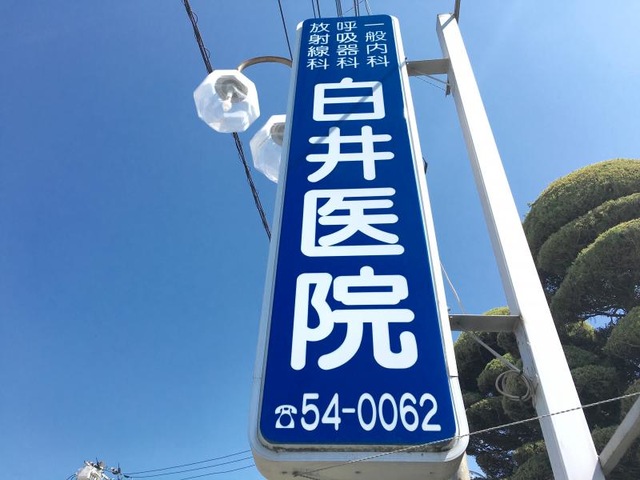 一般内科
呼吸器科
放射線科
白井医院
☎54-0062